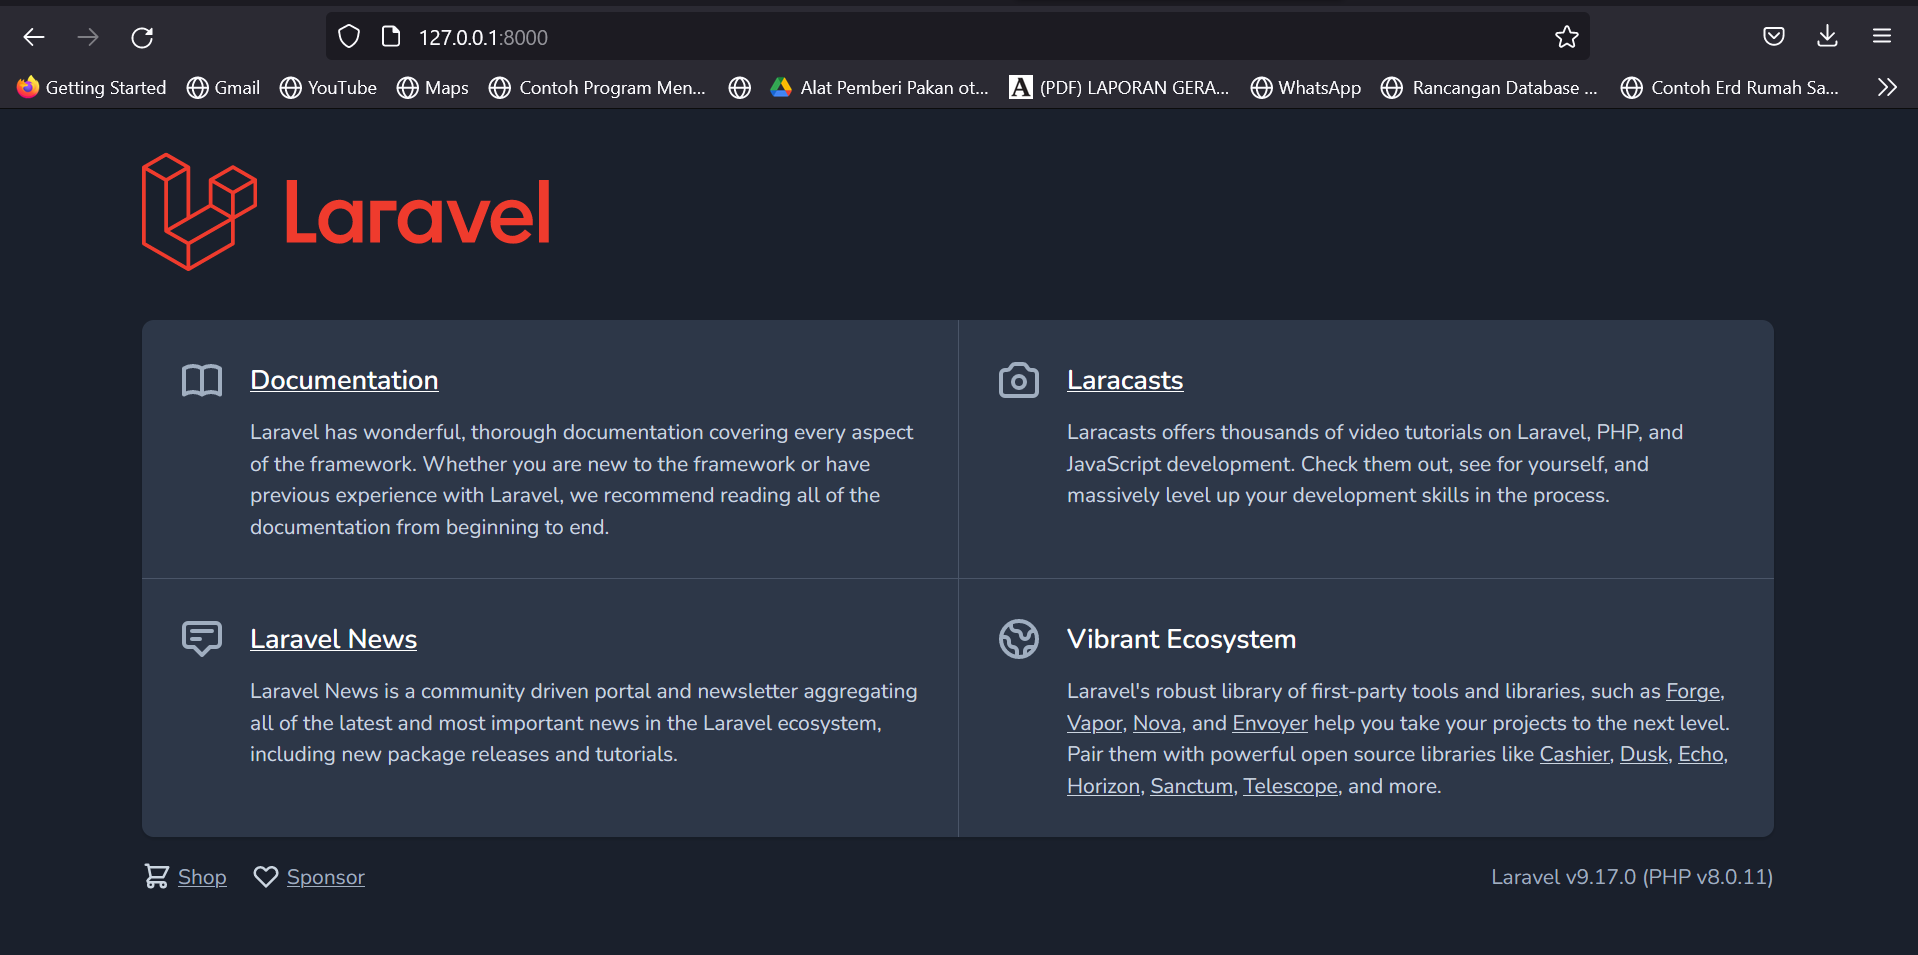 127.0.0.1:8000
Getting Started Gmail YouTube Maps Contoh Program Men... Alat Pemberi Pakan ot... A (PDF) LAPORAN GERA... WhatsApp Rancangan Database ... Contoh Erd Rumah Sa...
Laravel
Documentation
Laravel has wonderful, thorough documentation covering every aspect
of the framework. Whether you are new to the framework or have
previous experience with Laravel, we recommend reading all of the
documentation from beginning to end.
Laracasts
Laracasts offers thousands of video tutorials on Laravel, PHP, and
JavaScript development. Check them out, see for yourself, and
massively level up your development skills in the process.
Laravel News
Laravel News is a community driven portal and newsletter aggregating
all of the latest and most important news in the Laravel ecosystem,
including new package releases and tutorials.
Vibrant Ecosystem
Laravel's robust library of first-party tools and libraries, such as Forge,
Vapor, Nova, and Envoyer help you take your projects to the next level.
Pair them with powerful open source libraries like Cashier, Dusk, Echo,
Horizon, Sanctum, Telescope, and more.
Shop Sponsor
Laravel v9.17.0 (PHP v8.0.11)